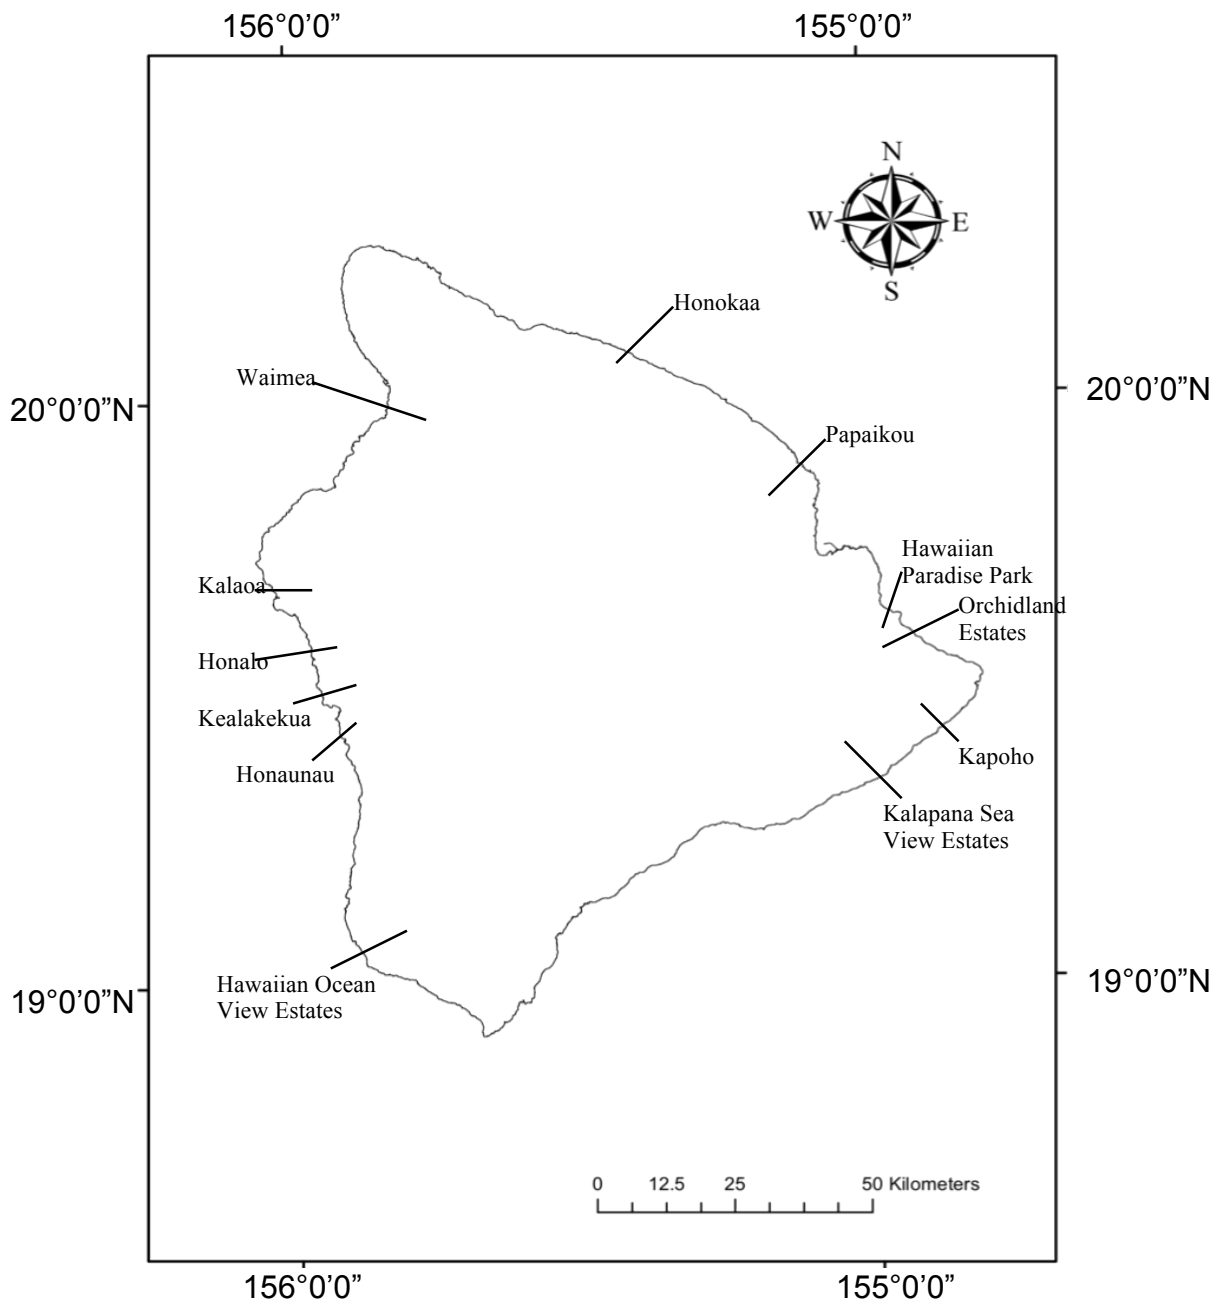 156°0’0” 155°0’0”
N
W E
S
Honokaa
Waimea
20°0’0”N 20°0’0”N
Papaikou
Hawaiian
Paradise Park
Kalaoa
Orchidland
Estates
Honalo
Kealakekua
Kapoho
Honaunau
Kalapana Sea
View Estates
Hawaiian Ocean
View Estates
19°0’0”N 19°0’0”N
0 12.5 25 50 Kilometers
156°0’0” 155°0’0”